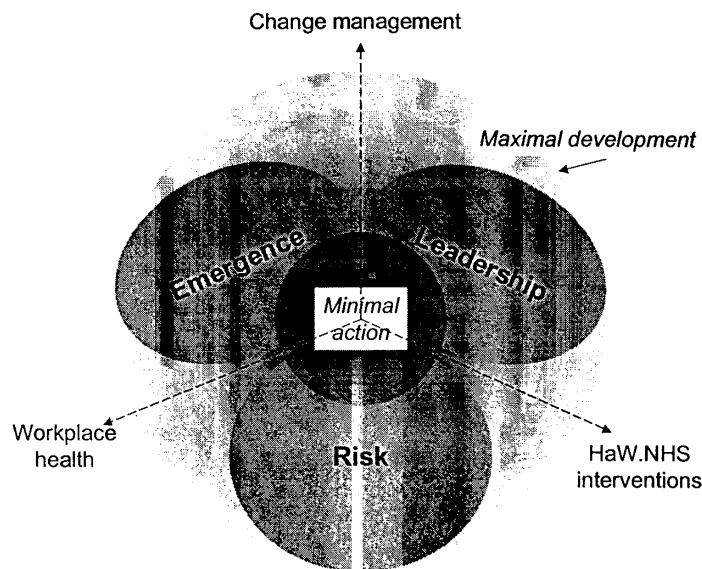 Change management
Maximal development
Emergence
Leadership
Minimal
action
Workplace
health
Risk
HaW.NHS
interventions